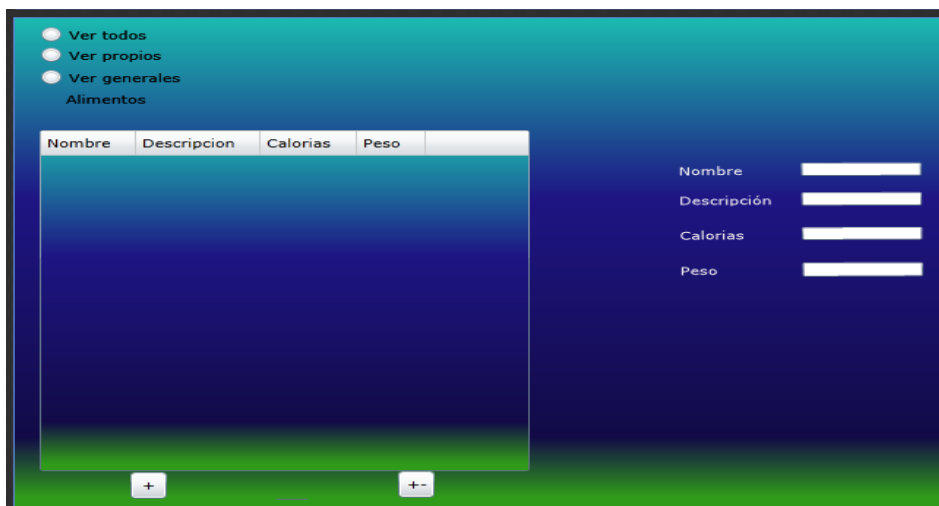 Ver todos
Ver propios
Ver generales
Alimentos
Nombre Descripcion Calorias Peso
Nombre
Descripción
Calorias
Peso
+ +-